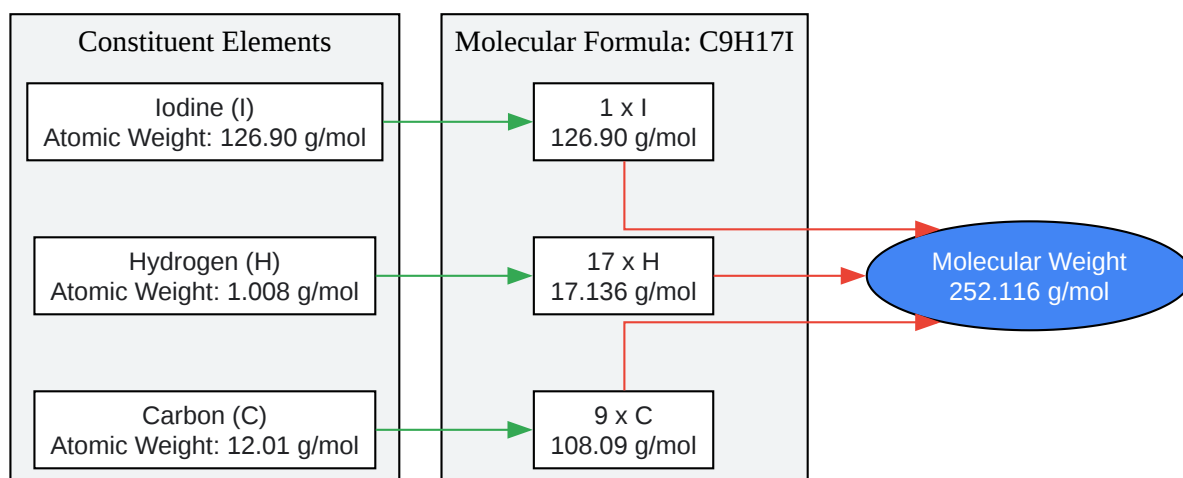 Constituent Elements
Iodine (I)
Atomic Weight: 126.90 g/mol
Hydrogen (H)
Atomic Weight: 1.008 g/mol
Carbon (C)
Atomic Weight: 12.01 g/mol
Molecular Formula: C9H17I
1 x I
126.90 g/mol
17 x H
17.136 g/mol
9 x C
108.09 g/mol
Molecular Weight
252.116 g/mol